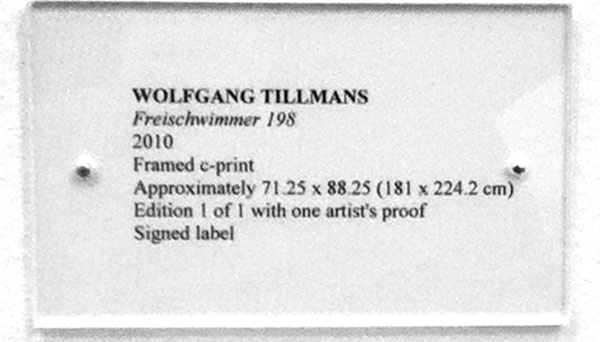 WOLFGANG TILLMANS
Freischwimmer 198
2010
Framed c-print
Approximately 71.25 x 88.25 (181 x 224.2 cm)
Edition 1 of 1 with one artist's proof
Signed label